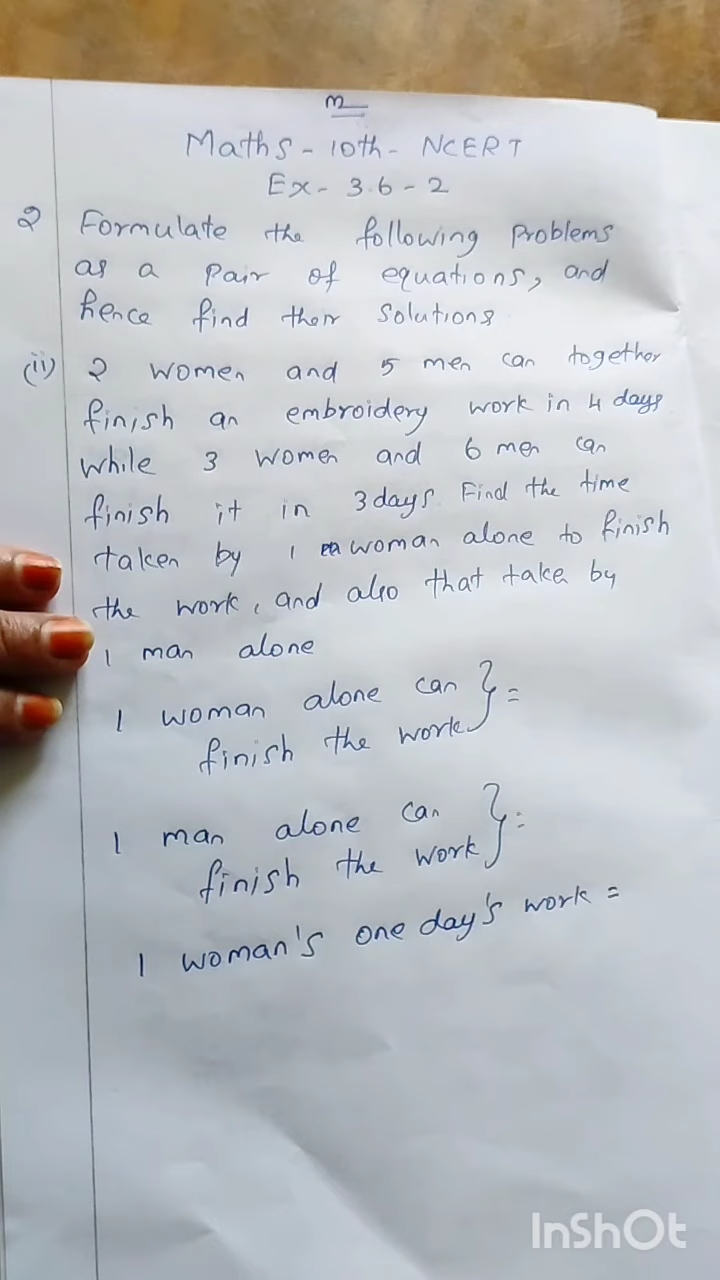 m
Maths - 10th - NCERT
Ex - 3.6 - 2
2 Formulate the following Problems
as a Pair of equations, and
hence find their Solutions
(ii) 2 women and 5 men can together
finish an embroidery work in 4 days
while 3 women and 6 men can
finish it in 3 days. Find the time
taken by 1 woman alone to finish
the work, and also that take by
1 man alone
1 woman alone can } =
finish the work
1 man alone can } =
finish the work
1 woman's one day's work =
InShOt